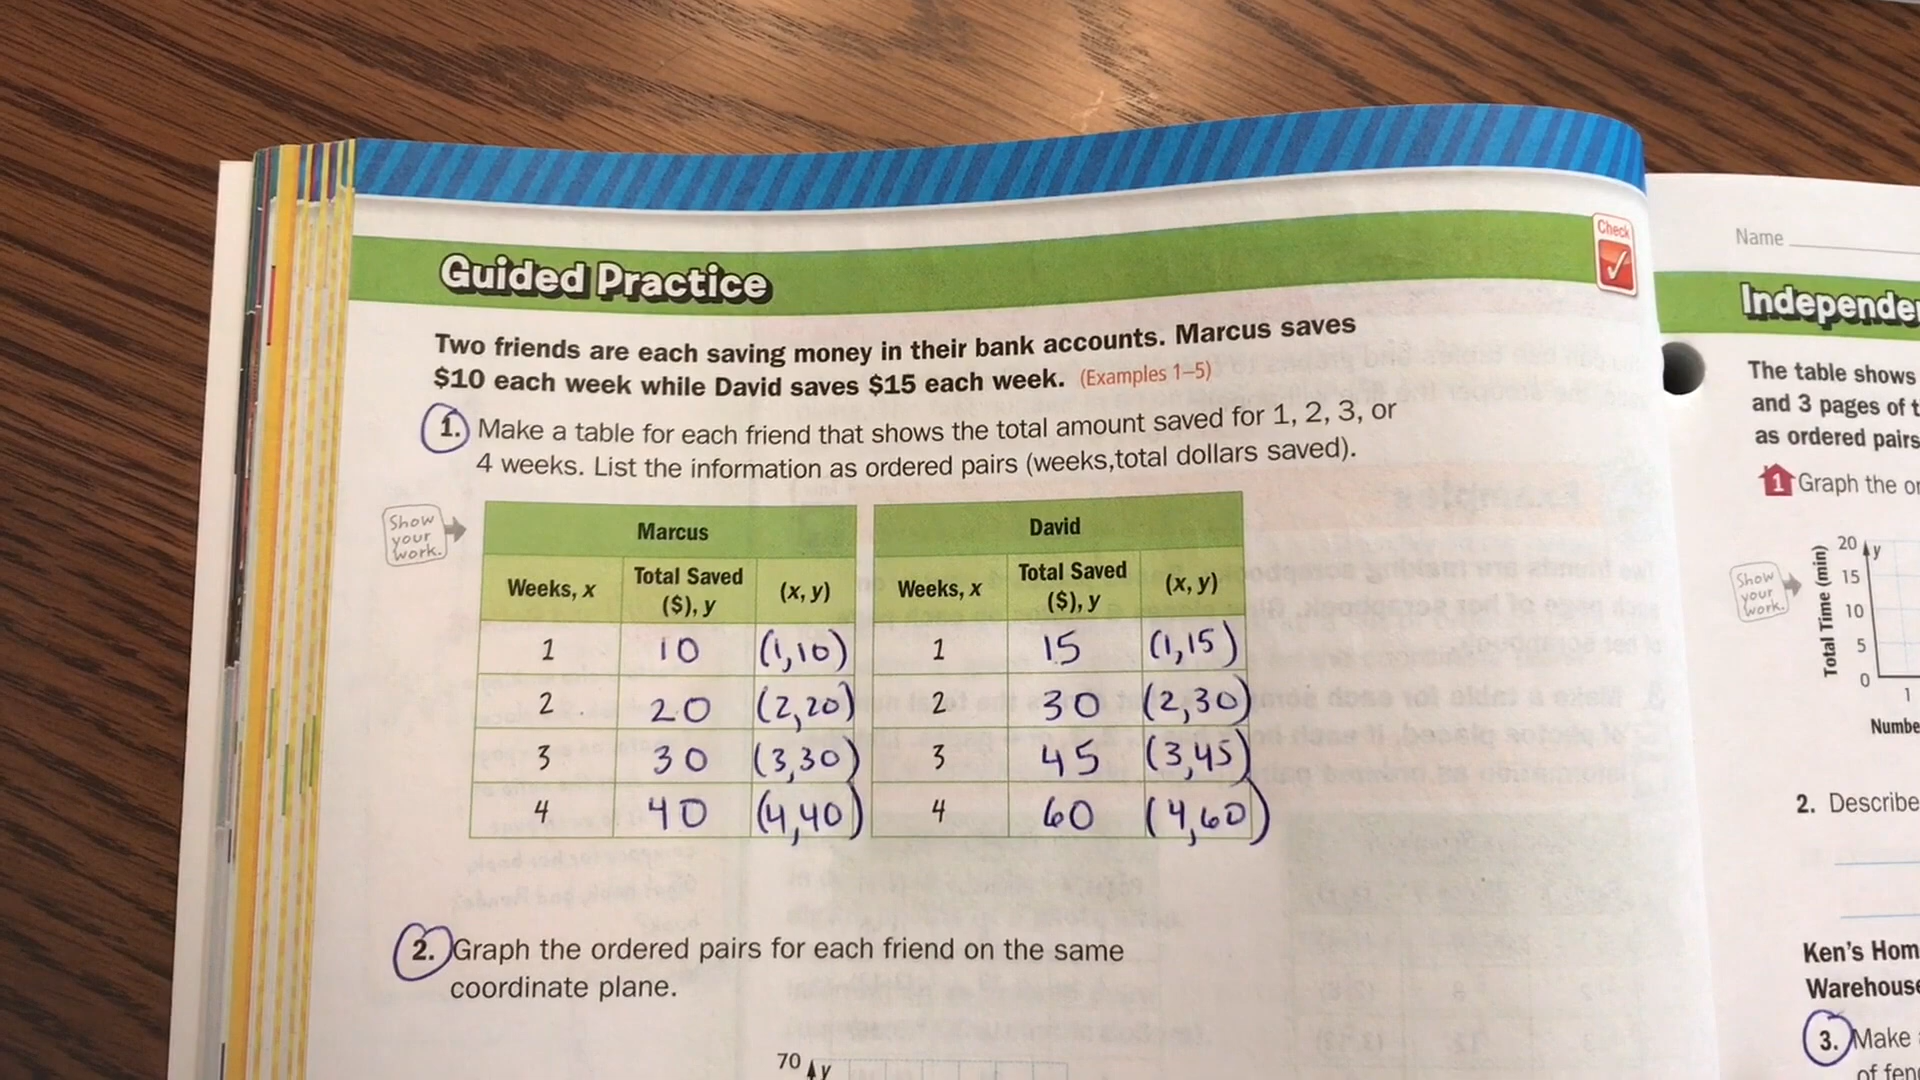 Guided Practice
Check
Two friends are each saving money in their bank accounts. Marcus saves
$10 each week while David saves $15 each week. (Examples 1–5)
1. Make a table for each friend that shows the total amount saved for 1, 2, 3, or
4 weeks. List the information as ordered pairs (weeks,total dollars saved).
Show
your
work.
Marcus
Weeks, x Total Saved ($), y (x, y)
1 10 (1,10)
2 20 (2,20)
3 30 (3,30)
4 40 (4,40)
David
Weeks, x Total Saved ($), y (x, y)
1 15 (1,15)
2 30 (2,30)
3 45 (3,45)
4 60 (4,60)
2. Graph the ordered pairs for each friend on the same
coordinate plane.
70 y
Name
The table shows
and 3 pages of
as ordered pairs
1 Graph the
Show
your
work.
Total Time (min)
20 y
15
10
5
0
1
2. Describe
Ken's
3. Make
of